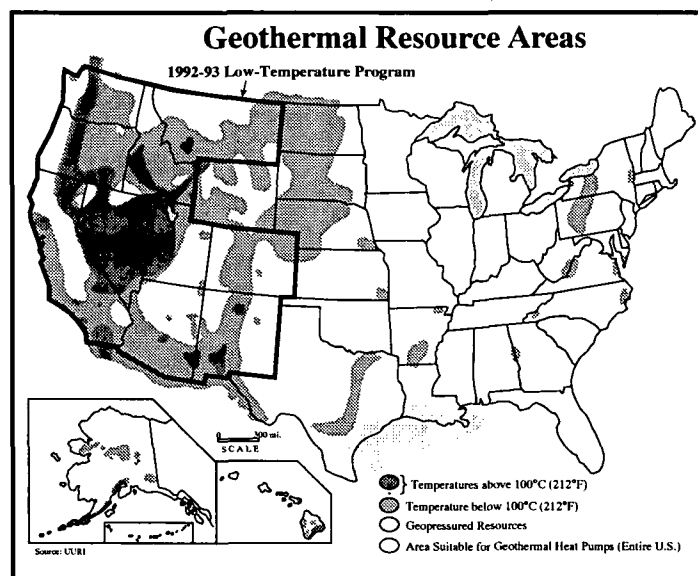 Geothermal Resource Areas
1992-93 Low-Temperature Program
0 300 mi.
SCALE
} Temperatures above 100°C (212°F)
Temperature below 100°C (212°F)
Geopressured Resources
Area Suitable for Geothermal Heat Pumps (Entire U.S.)
Source: UURI